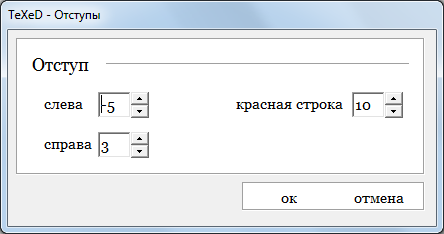 TeXeD - Отступы
Отступ
слева -5 красная строка 10
справа 3
ок отмена